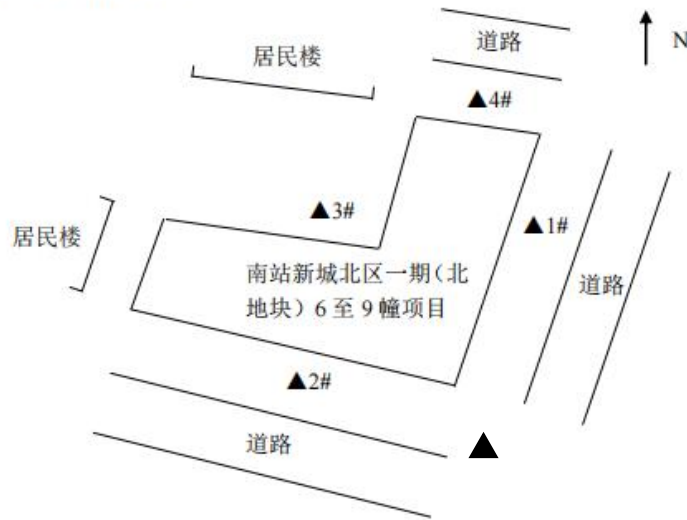 道路
N
居民楼
▲4#
▲3#
▲1#
居民楼
南站新城北区一期（北
地块）6 至 9 幢项目
道路
▲2#
道路
▲